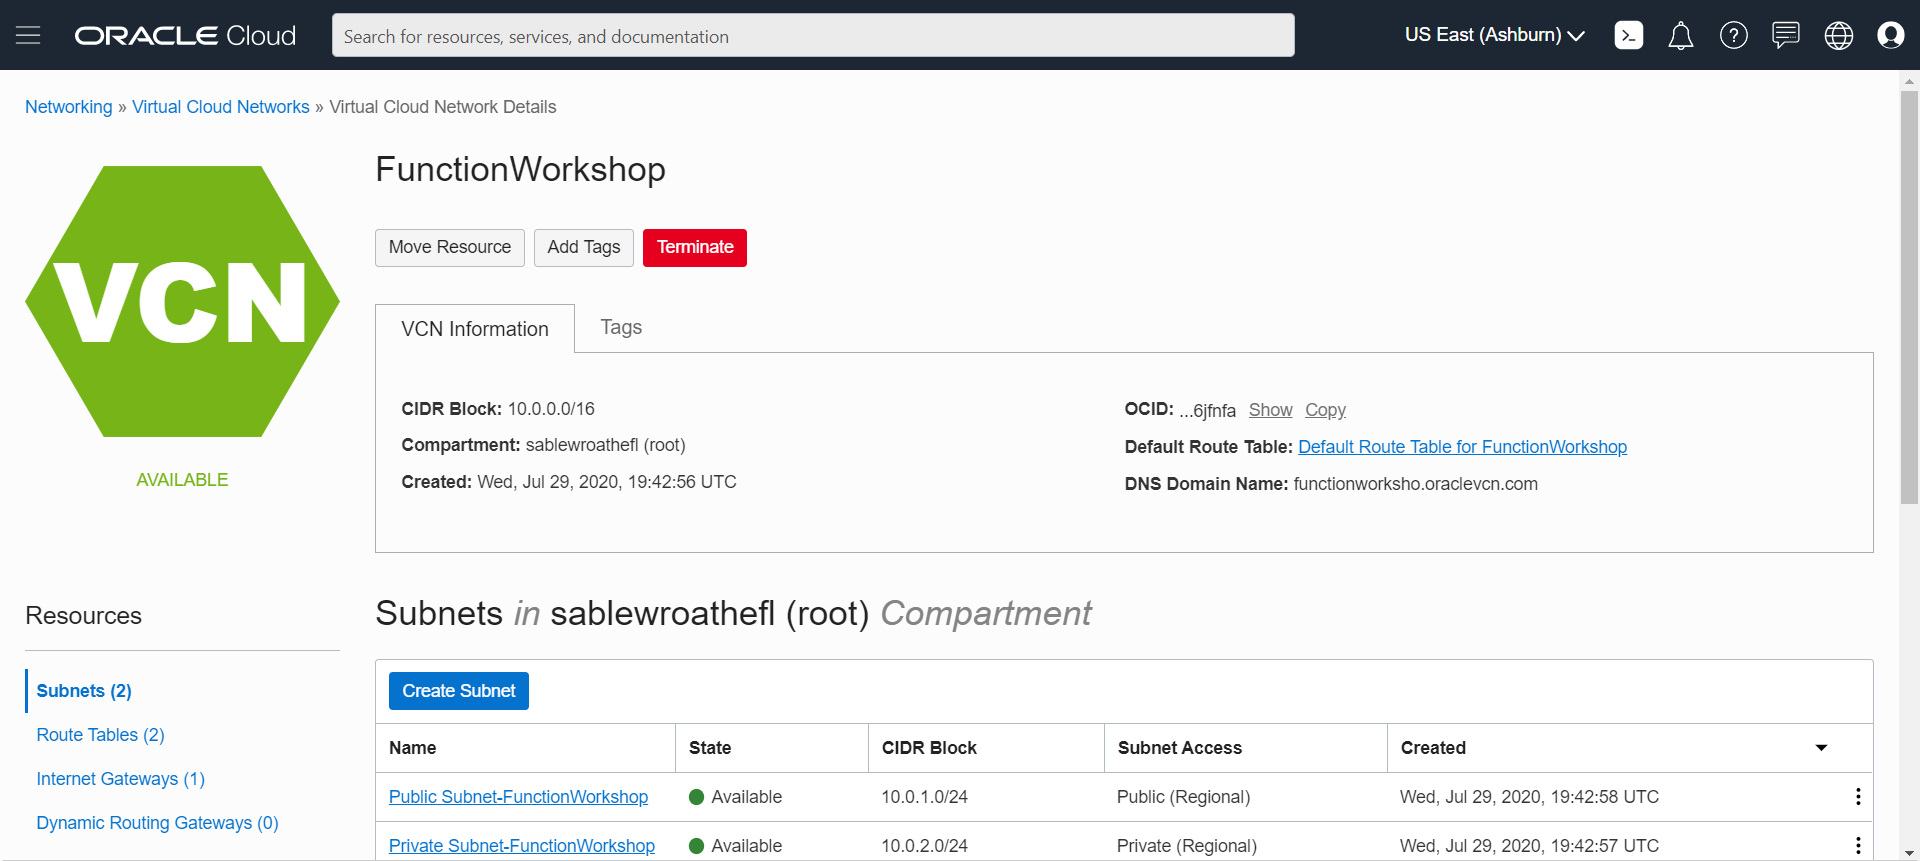 ORACLE Cloud
Search for resources, services, and documentation
US East (Ashburn)
Networking » Virtual Cloud Networks » Virtual Cloud Network Details
VCN
AVAILABLE
FunctionWorkshop
Move Resource Add Tags Terminate
VCN Information Tags
CIDR Block: 10.0.0.0/16
Compartment: sablewroathefl (root)
Created: Wed, Jul 29, 2020, 19:42:56 UTC
OCID: ...6jfnfa Show Copy
Default Route Table: Default Route Table for FunctionWorkshop
DNS Domain Name: functionworksho.oraclevcn.com
Resources
Subnets (2)
Route Tables (2)
Internet Gateways (1)
Dynamic Routing Gateways (0)
Subnets in sablewroathefl (root) Compartment
Create Subnet
Name State CIDR Block Subnet Access Created
Public Subnet-FunctionWorkshop Available 10.0.1.0/24 Public (Regional) Wed, Jul 29, 2020, 19:42:58 UTC
Private Subnet-FunctionWorkshop Available 10.0.2.0/24 Private (Regional) Wed, Jul 29, 2020, 19:42:57 UTC